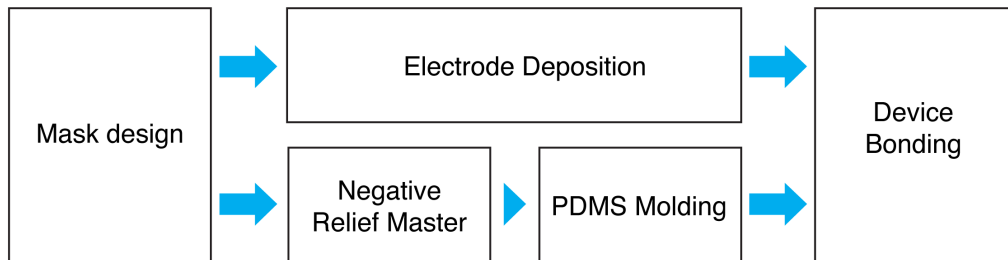 Mask design
Electrode Deposition
Negative
Relief Master
PDMS Molding
Device
Bonding